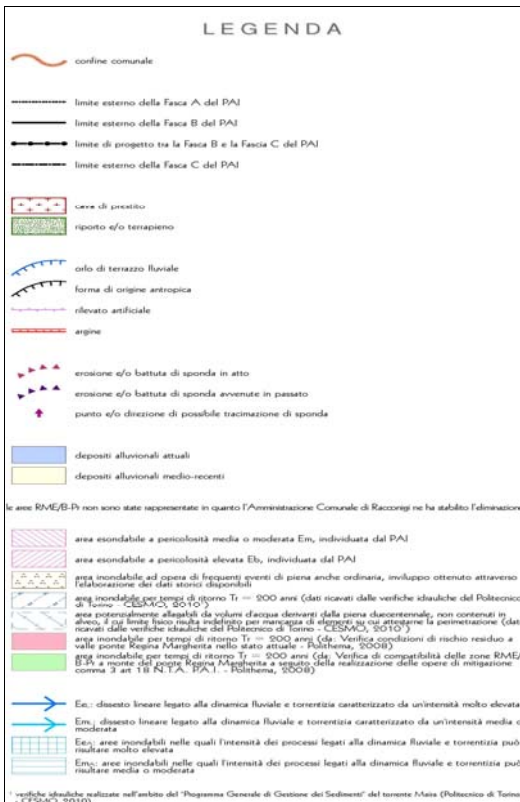 LEGENDA
confine comunale
limite esterno della Fasca A del PAI
limite esterno della Fasca B del PAI
limite di progetto tra la Fasca B e la Fascia C del PAI
limite esterno della Fasca C del PAI
cava di prestito
riporto e/o terrapieno
orlo di terrazzo fluviale
forma di origine antropica
rilevato artificiale
argine
erosione e/o battuta di sponda in atto
erosione e/o battuta di sponda avvenute in passato
punto e/o direzione di possibile tracimazione di sponda
depositi alluvionali attuali
depositi alluvionali medio-recenti
le aree RME/B-Pr non sono state rappresentate in quanto l'Amministrazione Comunale di Racconigi ne ha stabilito l'eliminazione
area esondabile a pericolosità media o moderata Em, individuata dal PAI
area esondabile a pericolosità elevata Eb, individuata dal PAI
area inondabile ad opera di frequenti eventi di piena anche ordinaria, inviluppo ottenuto attraverso
l'elaborazione dei dati storici disponibili
area inondabile per tempi di ritorno Tr = 200 anni (dati ricavati dalle verifiche idrauliche del Politecnico
di Torino - CESMO, 2010¹)
area potenzialmente allagabili da volumi d'acqua derivanti dalla piena duecentennale, non contenuti in
alveo, il cui limite fisico risulta indefinito per mancanza di elementi su cui attestarne la perimetrazione (dati
ricavati dalle verifiche idrauliche del Politecnico di Torino - CESMO, 2010¹)
area inondabile per tempi di ritorno Tr = 200 anni (da: Verifica condizioni di rischio residuo a
valle ponte Regina Margherita nello stato attuale - Polithema, 2008)
area inondabile per tempi di ritorno Tr = 200 anni (da: Verifica di compatibilità delle zone RME/
B-Pr a monte del ponte Regina Margherita a seguito della realizzazione delle opere di mitigazione
comma 3 art 18 N.T.A. P.A.I. - Polithema, 2008)
EeL: dissesto lineare legato alla dinamica fluviale e torrentizia caratterizzato da un'intensità molto elevata
EmL: dissesto lineare legato alla dinamica fluviale e torrentizia caratterizzato da un'intensità media o
moderata
EeA: aree inondabili nelle quali l'intensità dei processi legati alla dinamica fluviale e torrentizia può
risultare molto elevata
EmA: aree inondabili nelle quali l'intensità dei processi legati alla dinamica fluviale e torrentizia può
risultare media o moderata
¹ verifiche idrauliche realizzate nell'ambito del "Programma Generale di Gestione dei Sedimenti" del torrente Maira (Politecnico di Torino
- CESMO, 2010)